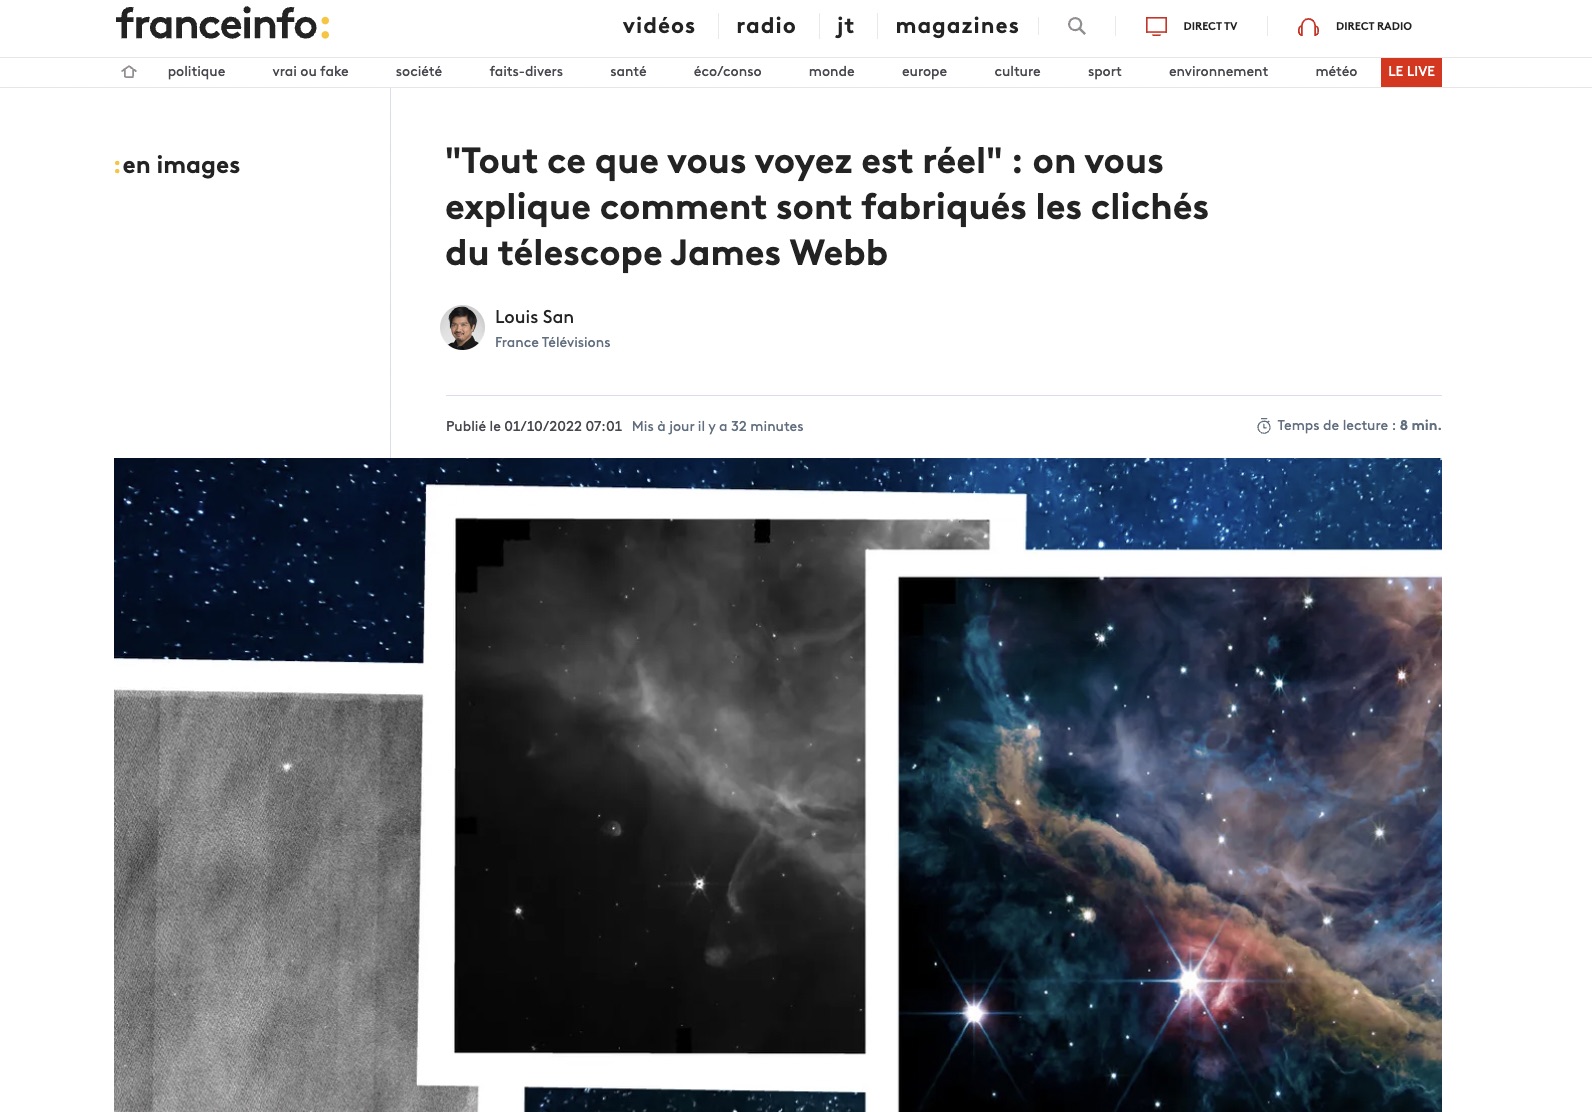 franceinfo:
vidéos radio jt magazines DIRECT TV DIRECT RADIO
politique vrai ou fake société faits-divers santé éco/conso monde europe culture sport environnement météo LE LIVE
:en images
"Tout ce que vous voyez est réel" : on vous
explique comment sont fabriqués les clichés
du télescope James Webb
Louis San
France Télévisions
Publié le 01/10/2022 07:01 Mis à jour il y a 32 minutes
Temps de lecture : 8 min.